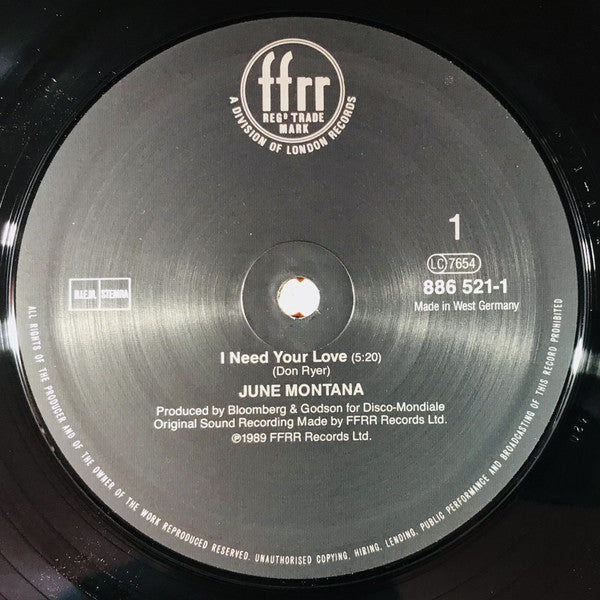 ffrr
REGD TRADE
MARK
A DIVISION OF LONDON RECORDS
1
LC 7654
886 521-1
Made in West Germany
STEMRA
I Need Your Love (5:20)
(Don Ryer)
JUNE MONTANA
Produced by Bloomberg & Godson for Disco-Mondiale
Original Sound Recording Made by FFRR Records Ltd.
℗1989 FFRR Records Ltd.
ALL RIGHTS OF THE PRODUCER AND OF THE OWNER OF THE WORK REPRODUCED RESERVED. UNAUTHORISED COPYING, HIRING, LENDING, PUBLIC PERFORMANCE AND BROADCASTING OF THIS RECORD PROHIBITED